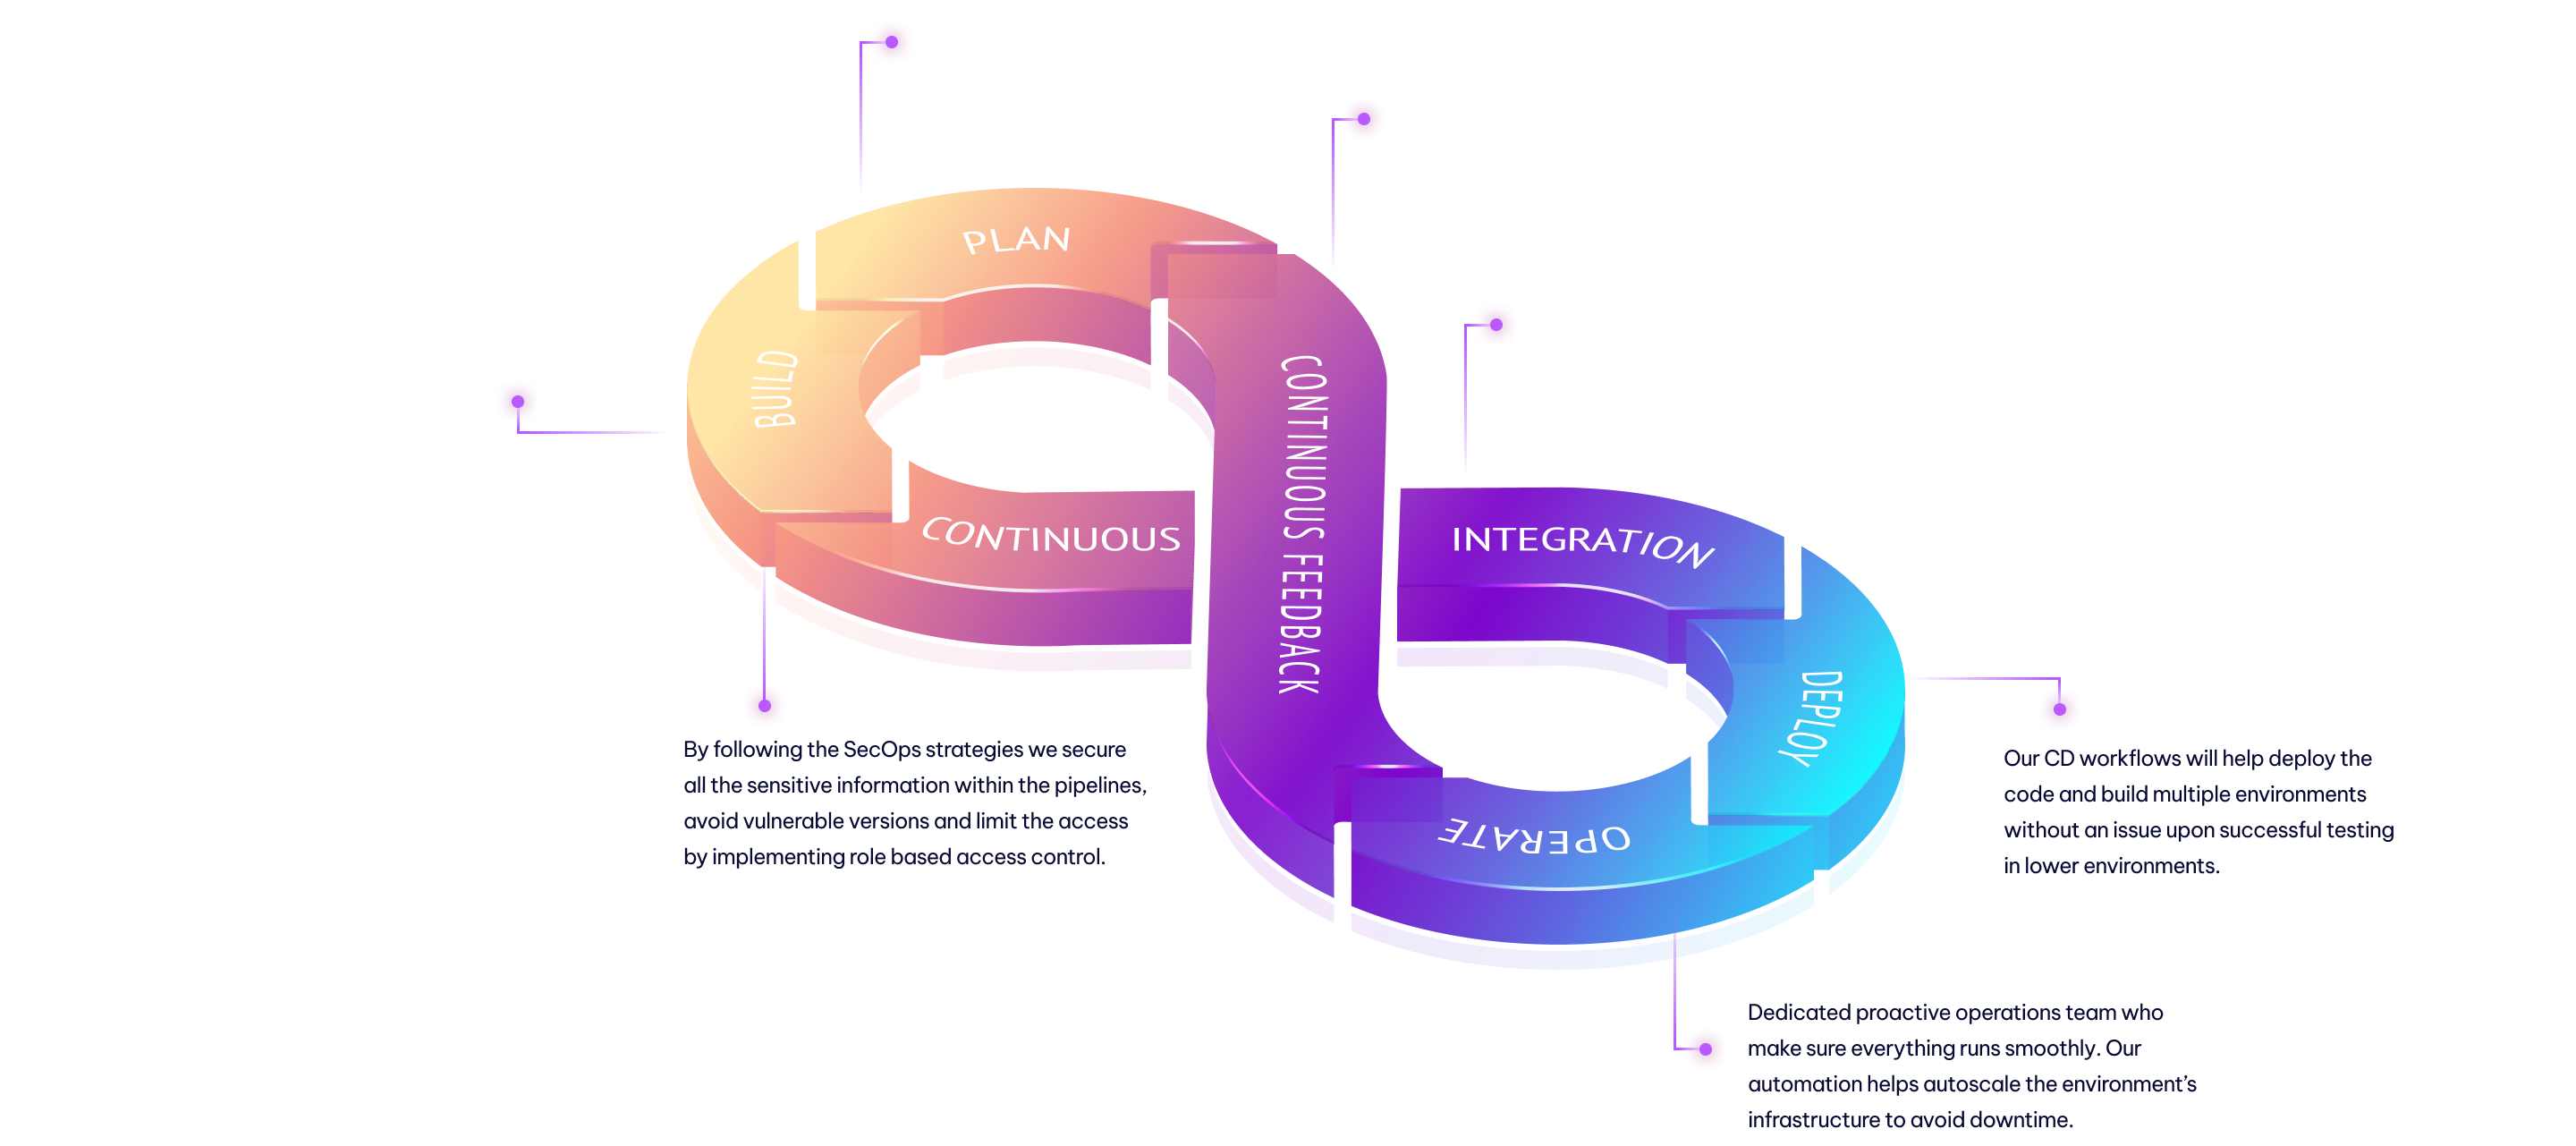 PLAN
BUILD
CONTINUOUS FEEDBACK
CONTINUOUS
INTEGRATION
DEPLOY
OPERATE
By following the SecOps strategies we secure
all the sensitive information within the pipelines,
avoid vulnerable versions and limit the access
by implementing role based access control.
Our CD workflows will help deploy the
code and build multiple environments
without an issue upon successful testing
in lower environments.
Dedicated proactive operations team who
make sure everything runs smoothly. Our
automation helps autoscale the environment’s
infrastructure to avoid downtime.